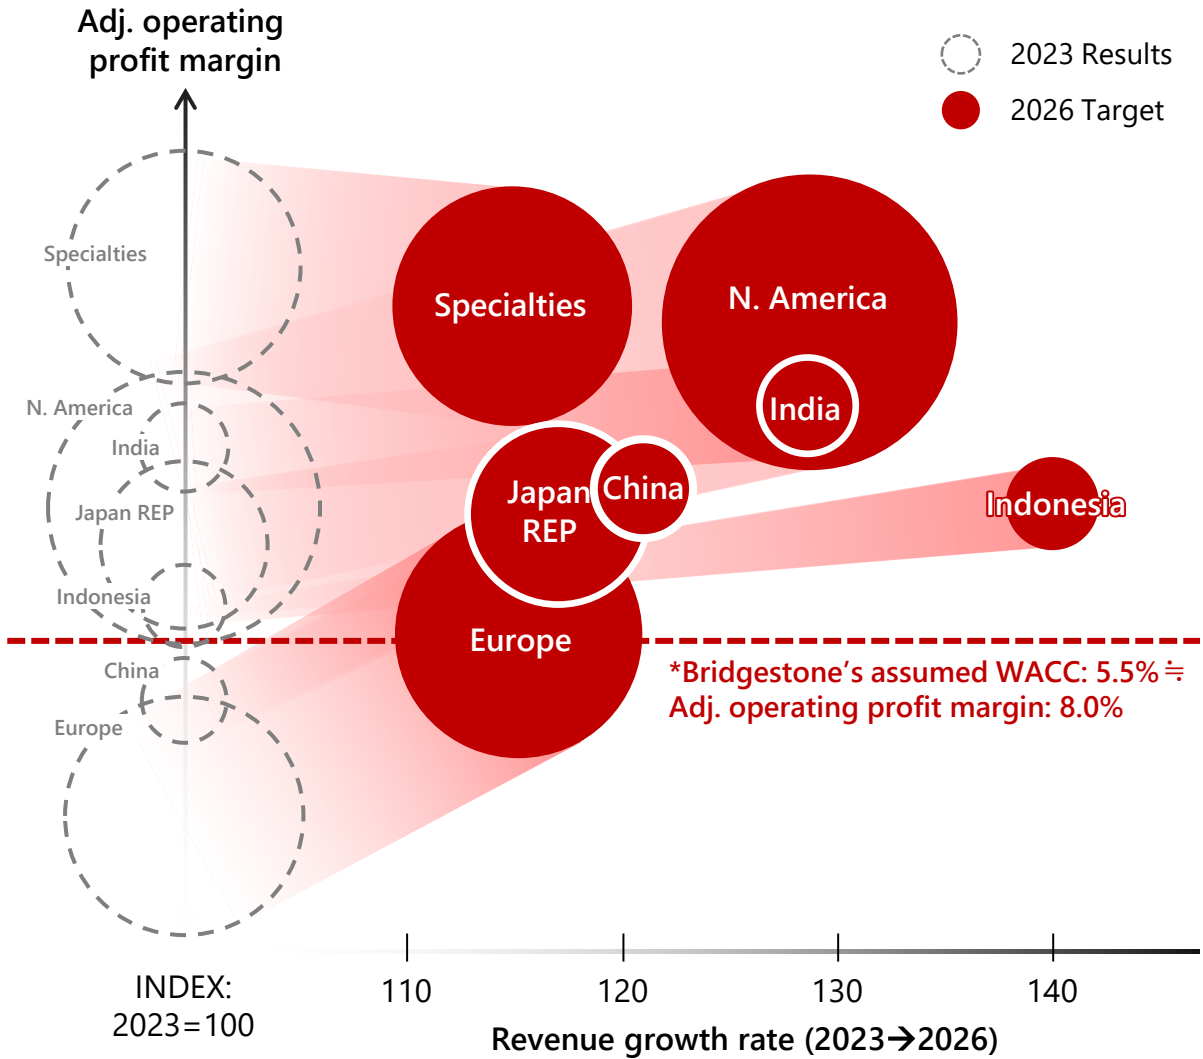 Adj. operating
profit margin
2023 Results
2026 Target
Specialties
Specialties
N. America
N. America
India
India
Japan REP
Japan
REP
China
Indonesia
Indonesia
Europe
China
Europe
*Bridgestone's assumed WACC: 5.5%≒
Adj. operating profit margin: 8.0%
INDEX:
2023=100
110
120
130
140
Revenue growth rate (2023→2026)